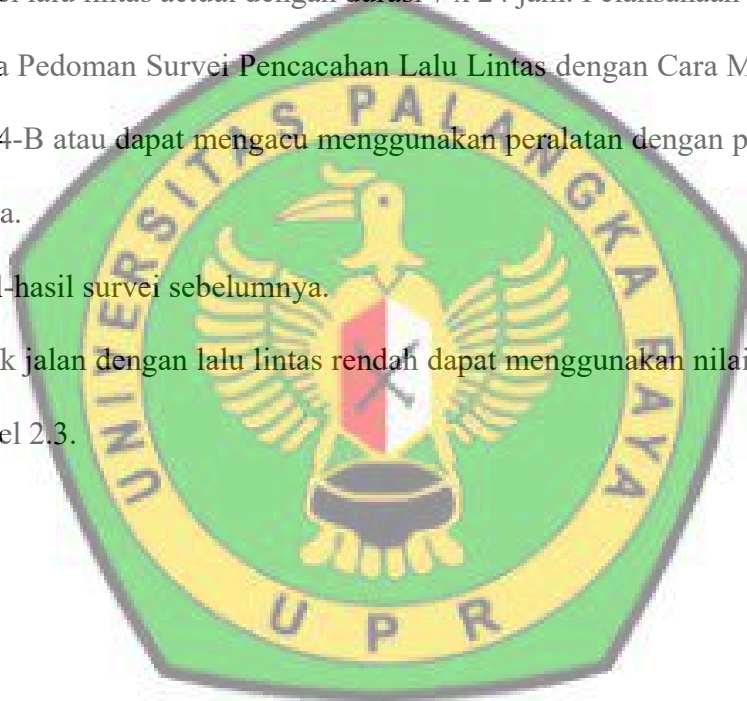 lalu lintas actual dengan durasi 7 x 24 jam. Pelaksanaan
a Pedoman Survei Pencacahan Lalu Lintas dengan Cara M
4-B atau dapat mengacu menggunakan peralatan dengan p
a.
l-hasil survei sebelumnya.
k jalan dengan lalu lintas rendah dapat menggunakan nilai
el 2.3.
UNIVERSITAS PALANGKA RAYA
UPR